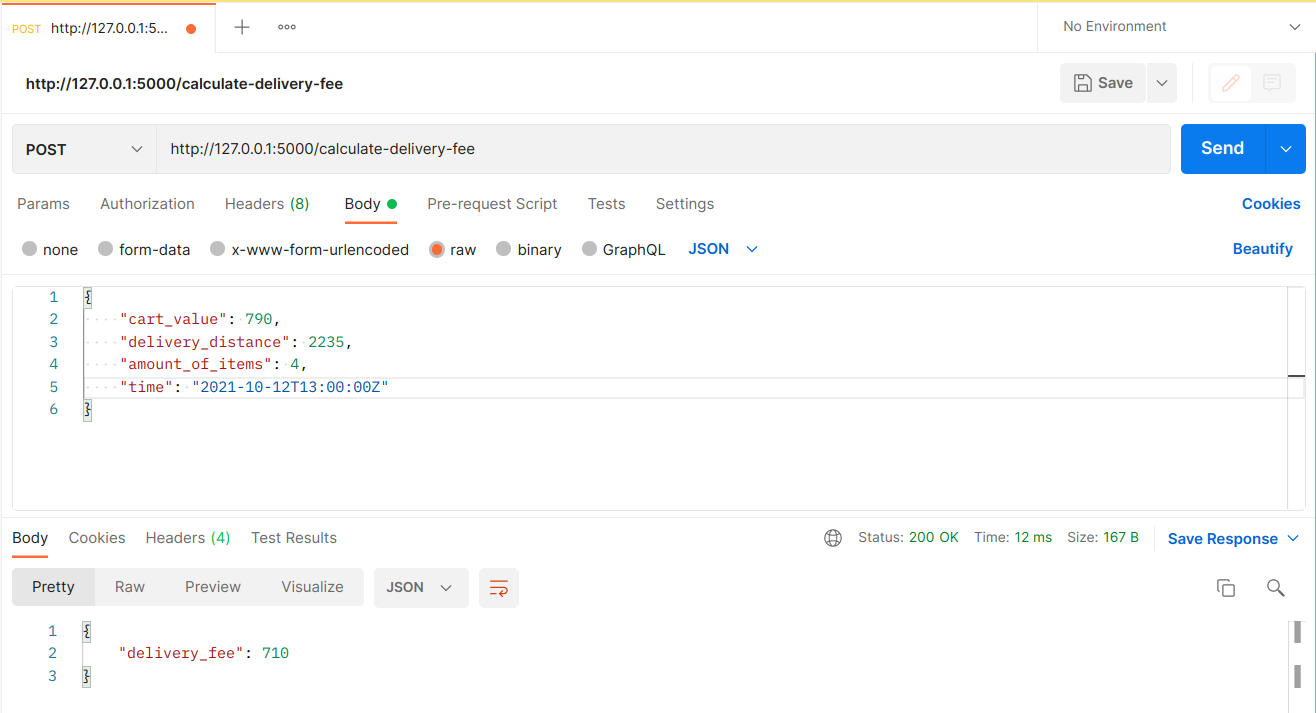 POST http://127.0.0.1:5... No Environment
http://127.0.0.1:5000/calculate-delivery-fee Save
POST http://127.0.0.1:5000/calculate-delivery-fee Send
Params Authorization Headers (8) Body Pre-request Script Tests Settings Cookies
none form-data x-www-form-urlencoded raw binary GraphQL JSON Beautify
1 {
2 "cart_value": 790,
3 "delivery_distance": 2235,
4 "amount_of_items": 4,
5 "time": "2021-10-12T13:00:00Z"
6 }
Body Cookies Headers (4) Test Results Status: 200 OK Time: 12 ms Size: 167 B Save Response
Pretty Raw Preview Visualize JSON
1 {
2 "delivery_fee": 710
3 }